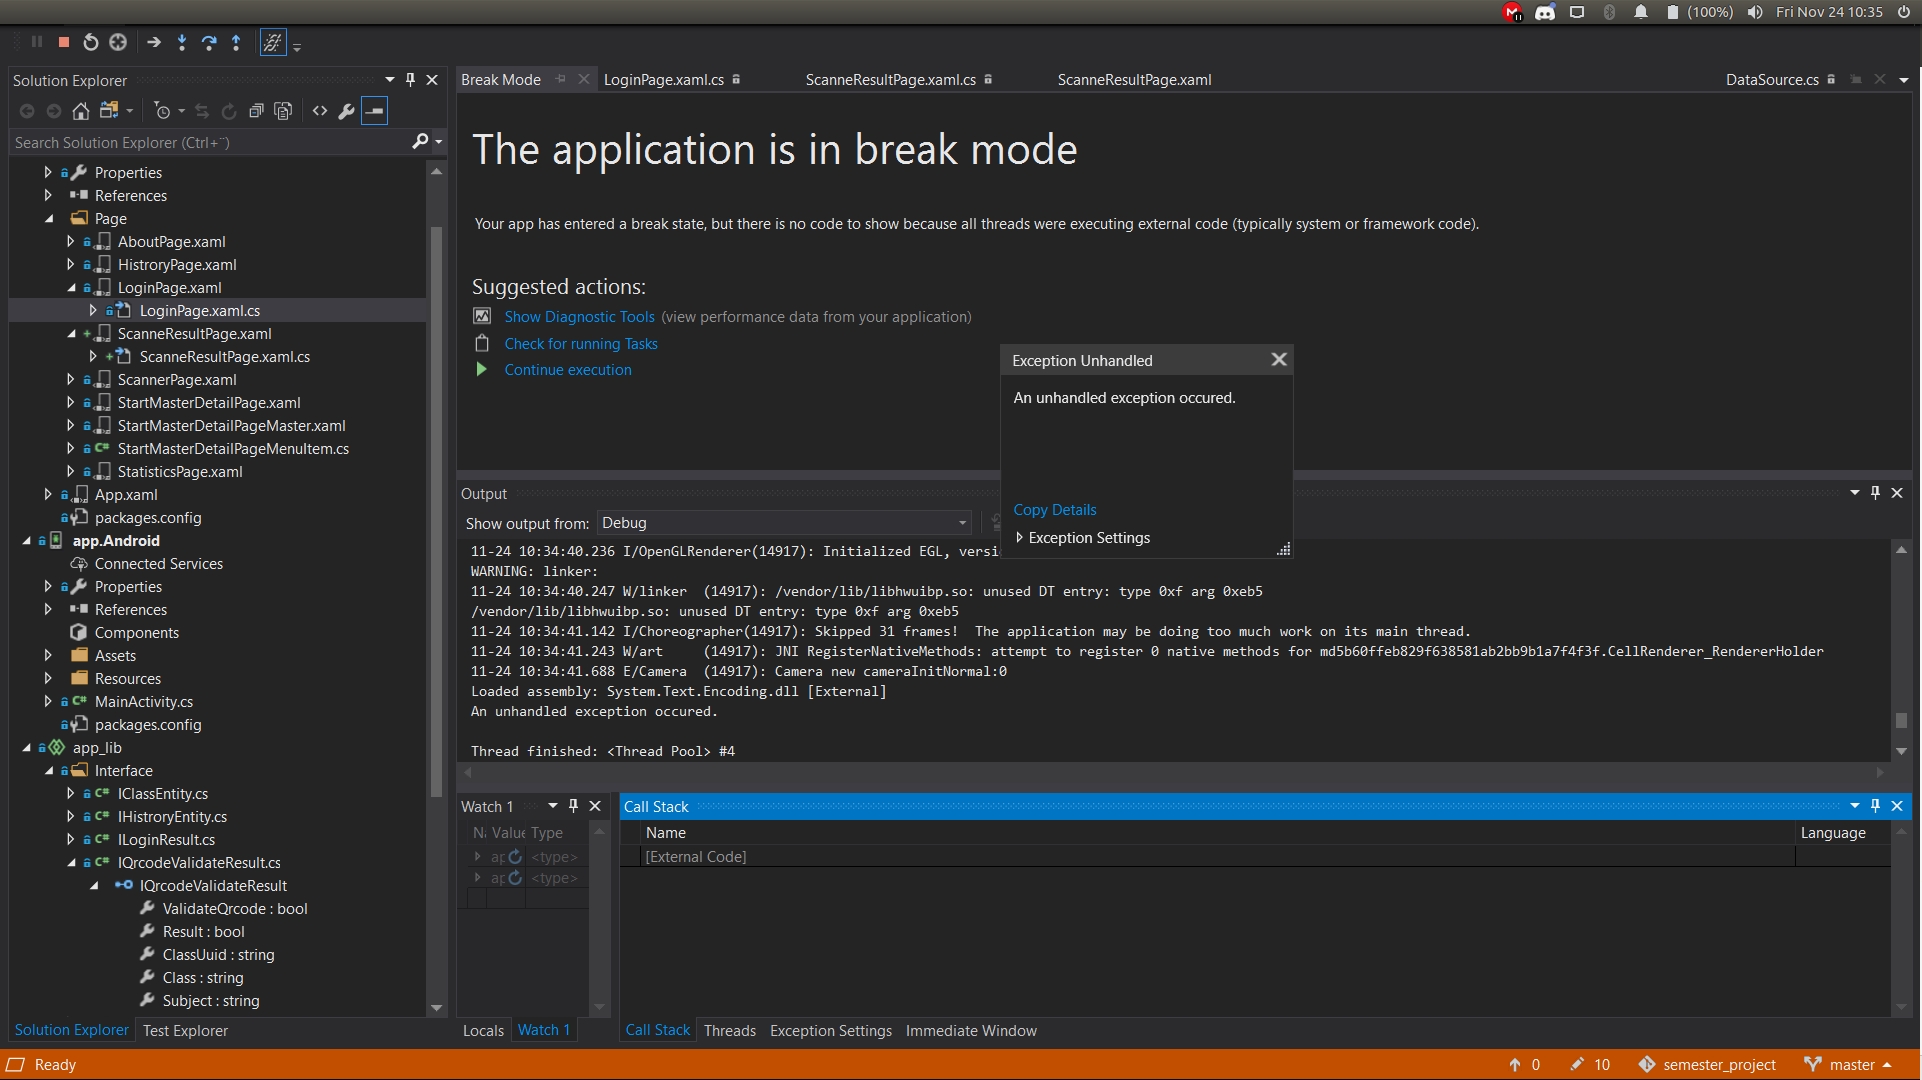 (100%)
Fri Nov 24 10:35
Solution Explorer
Search Solution Explorer (Ctrl+¨)
Properties
References
Page
AboutPage.xaml
HistroryPage.xaml
LoginPage.xaml
LoginPage.xaml.cs
ScanneResultPage.xaml
ScanneResultPage.xaml.cs
ScannerPage.xaml
StartMasterDetailPage.xaml
StartMasterDetailPageMaster.xaml
StartMasterDetailPageMenuItem.cs
StatisticsPage.xaml
App.xaml
packages.config
app.Android
Connected Services
Properties
References
Components
Assets
Resources
MainActivity.cs
packages.config
app_lib
Interface
IClassEntity.cs
IHistroryEntity.cs
ILoginResult.cs
IQrcodeValidateResult.cs
IQrcodeValidateResult
ValidateQrcode : bool
Result : bool
ClassUuid : string
Class : string
Subject : string
Solution Explorer
Test Explorer
Break Mode
LoginPage.xaml.cs
ScanneResultPage.xaml.cs
ScanneResultPage.xaml
DataSource.cs
The application is in break mode
Your app has entered a break state, but there is no code to show because all threads were executing external code (typically system or framework code).
Suggested actions:
Show Diagnostic Tools (view performance data from your application)
Check for running Tasks
Continue execution
Exception Unhandled
An unhandled exception occured.
Copy Details
Exception Settings
Output
Show output from: Debug
11-24 10:34:40.236 I/OpenGLRenderer(14917): Initialized EGL, versi
WARNING: linker:
11-24 10:34:40.247 W/linker  (14917): /vendor/lib/libhwuibp.so: unused DT entry: type 0xf arg 0xeb5
/vendor/lib/libhwuibp.so: unused DT entry: type 0xf arg 0xeb5
11-24 10:34:41.142 I/Choreographer(14917): Skipped 31 frames!  The application may be doing too much work on its main thread.
11-24 10:34:41.243 W/art     (14917): JNI RegisterNativeMethods: attempt to register 0 native methods for md5b60ffeb829f638581ab2bb9b1a7f4f3f.CellRenderer_RendererHolder
11-24 10:34:41.688 E/Camera  (14917): Camera new cameraInitNormal:0
Loaded assembly: System.Text.Encoding.dll [External]
An unhandled exception occured.
Thread finished: <Thread Pool> #4
Watch 1
Value Type
<type>
<type>
Locals
Watch 1
Call Stack
Name
Language
[External Code]
Call Stack
Threads
Exception Settings
Immediate Window
Ready
0
10
semester_project
master